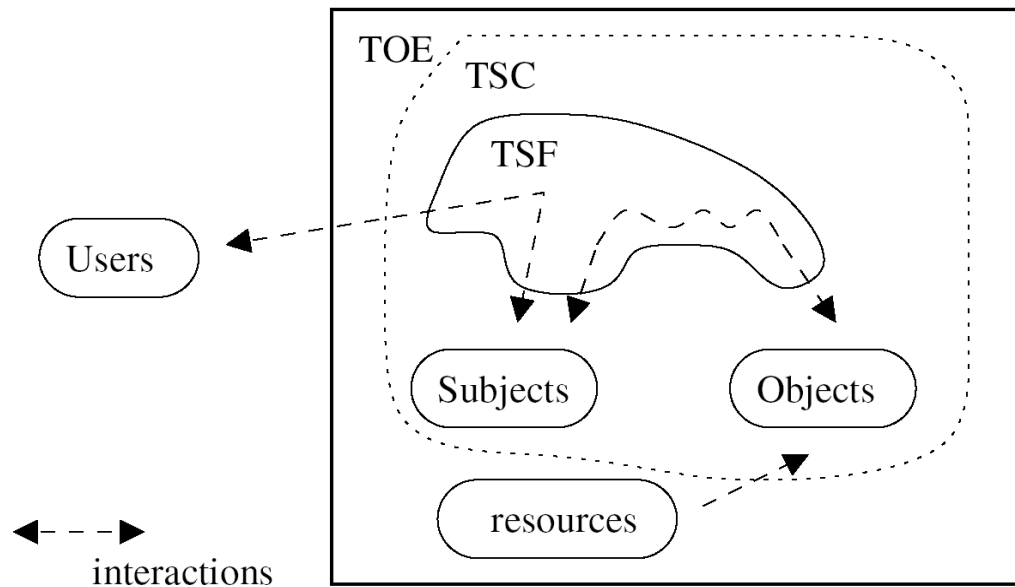 TOE
TSC
TSF
Users
Subjects
Objects
resources
interactions